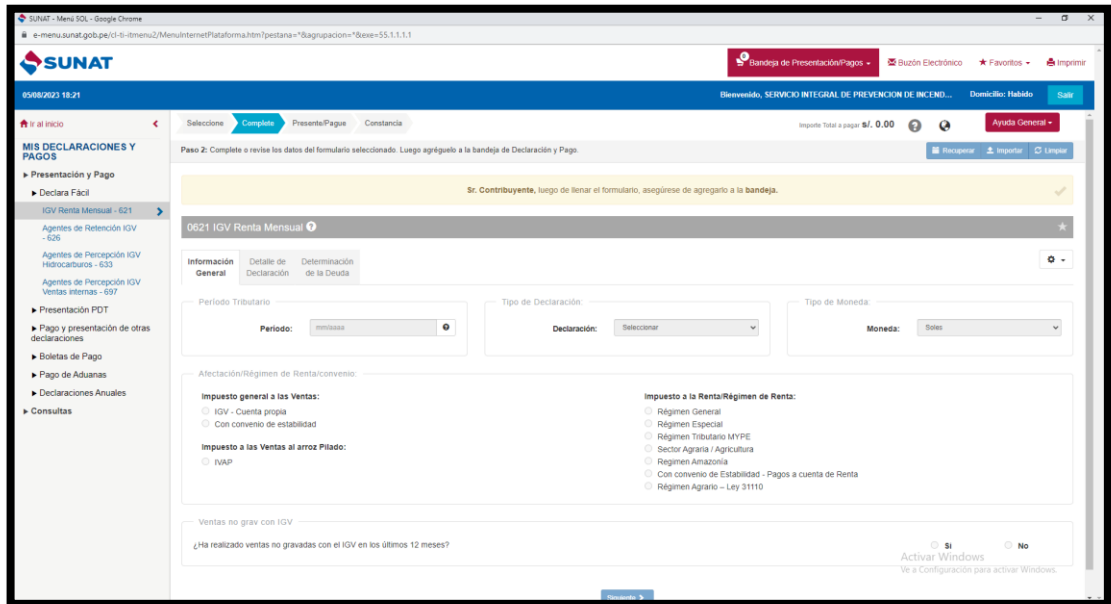 SUNAT - Menú SOL - Google Chrome
e-menu.sunat.gob.pe/cl-ti-itmenu2/MenuInternetPlataforma.htm?pestana=*&agrupacion=*&exe=55.1.1.1.1
SUNAT
0
Bandeja de Presentación/Pagos
Buzón Electrónico
Favoritos
Imprimir
05/08/2023 18:21
Bienvenido, SERVICIO INTEGRAL DE PREVENCION DE INCEND...
Domicilio: Habido
Salir
Ir al inicio
Seleccione
Complete
Presente/Pague
Constancia
Importe Total a pagar S/. 0.00
Ayuda General
MIS DECLARACIONES Y
PAGOS
Paso 2: Complete o revise los datos del formulario seleccionado. Luego agréguelo a la bandeja de Declaración y Pago.
Recuperar
Importar
Limpiar
Presentación y Pago
Declara Fácil
IGV Renta Mensual - 621
Agentes de Retención IGV
- 626
Agentes de Percepción IGV
Hidrocarburos - 633
Agentes de Percepción IGV
Ventas internas - 697
Presentación PDT
Pago y presentación de otras
declaraciones
Boletas de Pago
Pago de Aduanas
Declaraciones Anuales
Consultas
Sr. Contribuyente, luego de llenar el formulario, asegúrese de agregarlo a la bandeja.
0621 IGV Renta Mensual
Información
General
Detalle de
Declaración
Determinación
de la Deuda
Período Tributario
Periodo:
mm/aaaa
Tipo de Declaración:
Declaración:
Seleccionar
Tipo de Moneda:
Moneda:
Soles
Afectación/Régimen de Renta/convenio:
Impuesto general a las Ventas:
IGV - Cuenta propia
Con convenio de estabilidad
Impuesto a las Ventas al arroz Pilado:
IVAP
Impuesto a la Renta/Régimen de Renta:
Régimen General
Régimen Especial
Régimen Tributario MYPE
Sector Agraria / Agricultura
Regimen Amazonía
Con convenio de Estabilidad - Pagos a cuenta de Renta
Régimen Agrario – Ley 31110
Ventas no grav con IGV
¿Ha realizado ventas no gravadas con el IGV en los últimos 12 meses?
Si
No
Activar Windows
Ve a Configuración para activar Windows.
Siguiente